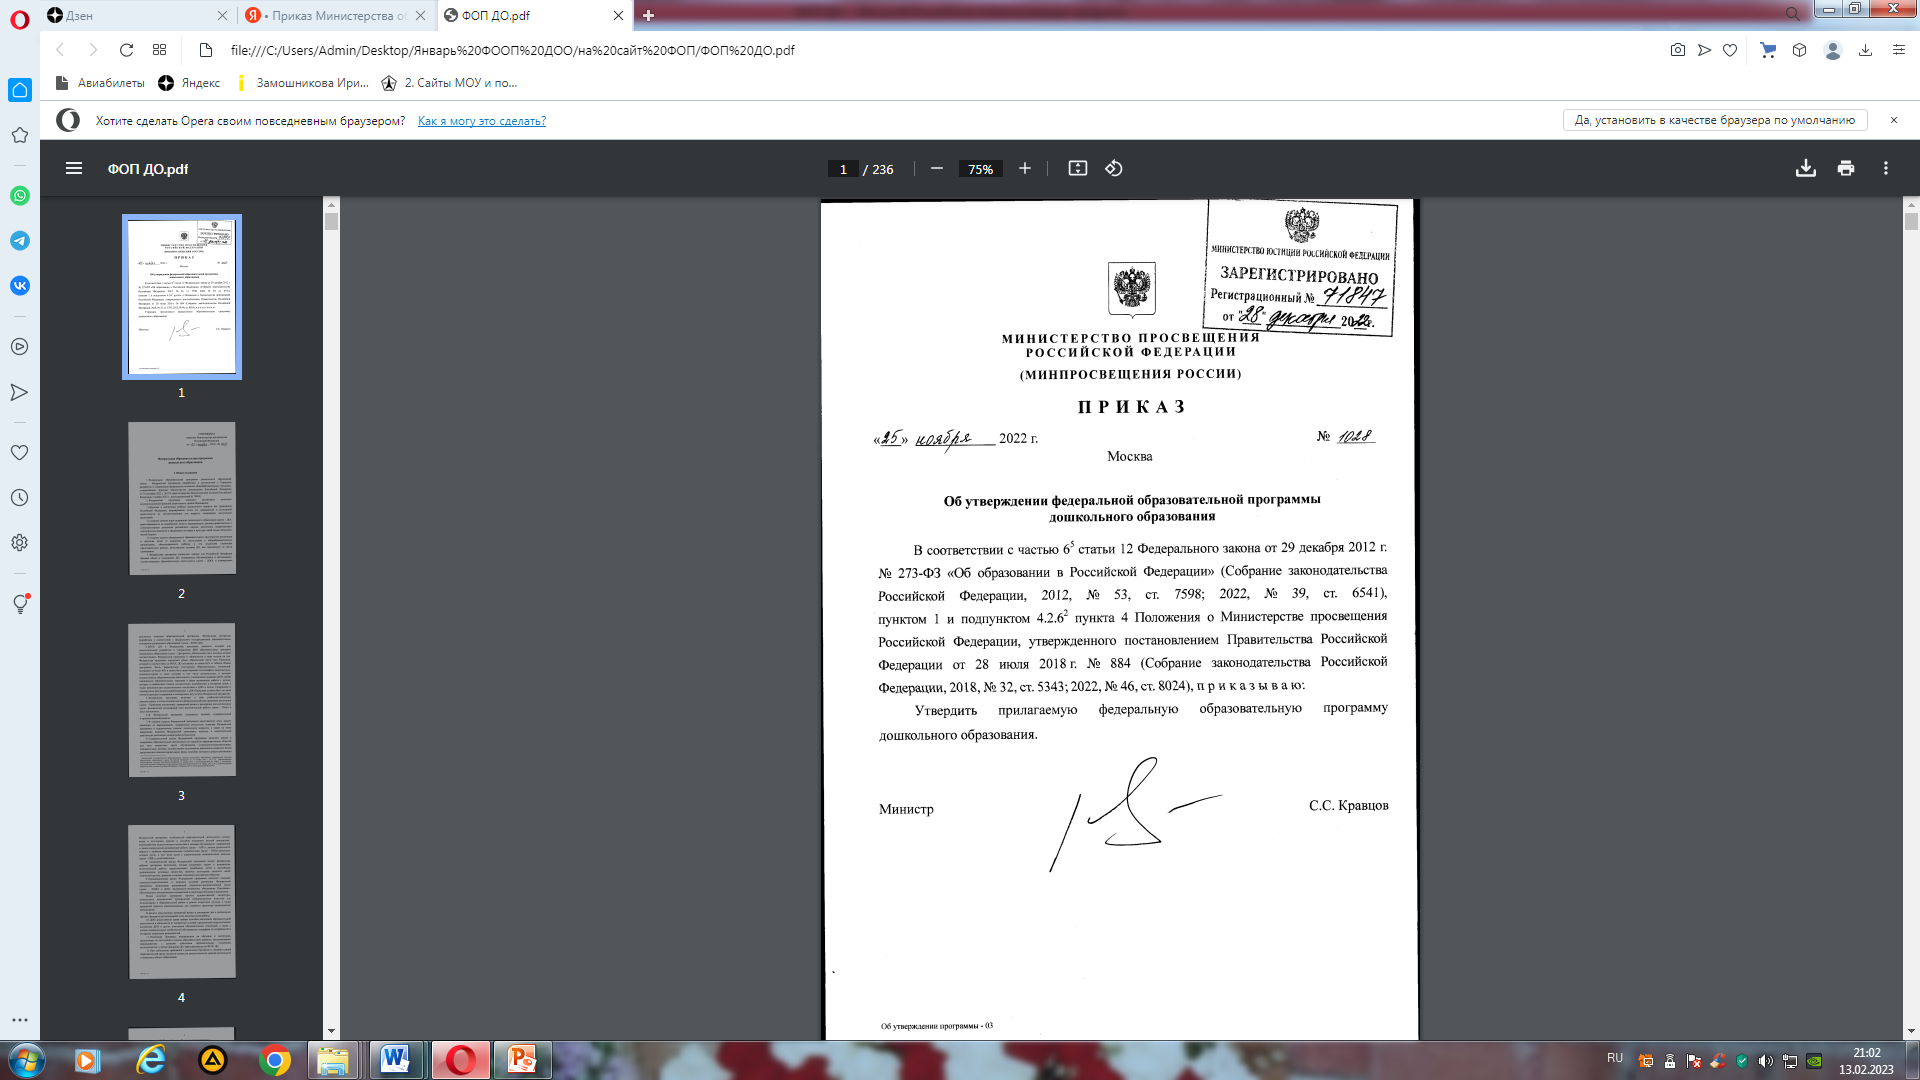 Дзен
• Приказ Министерства об
ФОП ДО.pdf
file:///C:/Users/Admin/Desktop/Январь%20ФООП%20ДОО/на%20сайт%20ФОП/ФОП%20ДО.pdf
Авиабилеты
Яндекс
Замошникова Ири...
2. Сайты МОУ и по...
Хотите сделать Opera своим повседневным браузером? Как я могу это сделать?
Да, установить в качестве браузера по умолчанию
ФОП ДО.pdf
1 / 236
75%
1
2
3
4
МИНИСТЕРСТВО ЮСТИЦИИ РОССИЙСКОЙ ФЕДЕРАЦИИ
ЗАРЕГИСТРИРОВАНО
Регистрационный № 71847
от "28" декабря 2022г.
МИНИСТЕРСТВО ПРОСВЕЩЕНИЯ
РОССИЙСКОЙ ФЕДЕРАЦИИ
(МИНПРОСВЕЩЕНИЯ РОССИИ)
ПРИКАЗ
«25» ноября 2022 г.
№ 1028
Москва
Об утверждении федеральной образовательной программы
дошкольного образования
В соответствии с частью 6⁵ статьи 12 Федерального закона от 29 декабря 2012 г.
№ 273-ФЗ «Об образовании в Российской Федерации» (Собрание законодательства
Российской Федерации, 2012, № 53, ст. 7598; 2022, № 39, ст. 6541),
пунктом 1 и подпунктом 4.2.6² пункта 4 Положения о Министерстве просвещения
Российской Федерации, утвержденного постановлением Правительства Российской
Федерации от 28 июля 2018 г. № 884 (Собрание законодательства Российской
Федерации, 2018, № 32, ст. 5343; 2022, № 46, ст. 8024), п р и к а з ы в а ю:
Утвердить прилагаемую федеральную образовательную программу
дошкольного образования.
Министр
С.С. Кравцов
Об утверждении программы - 03
RU
21:02
13.02.2023